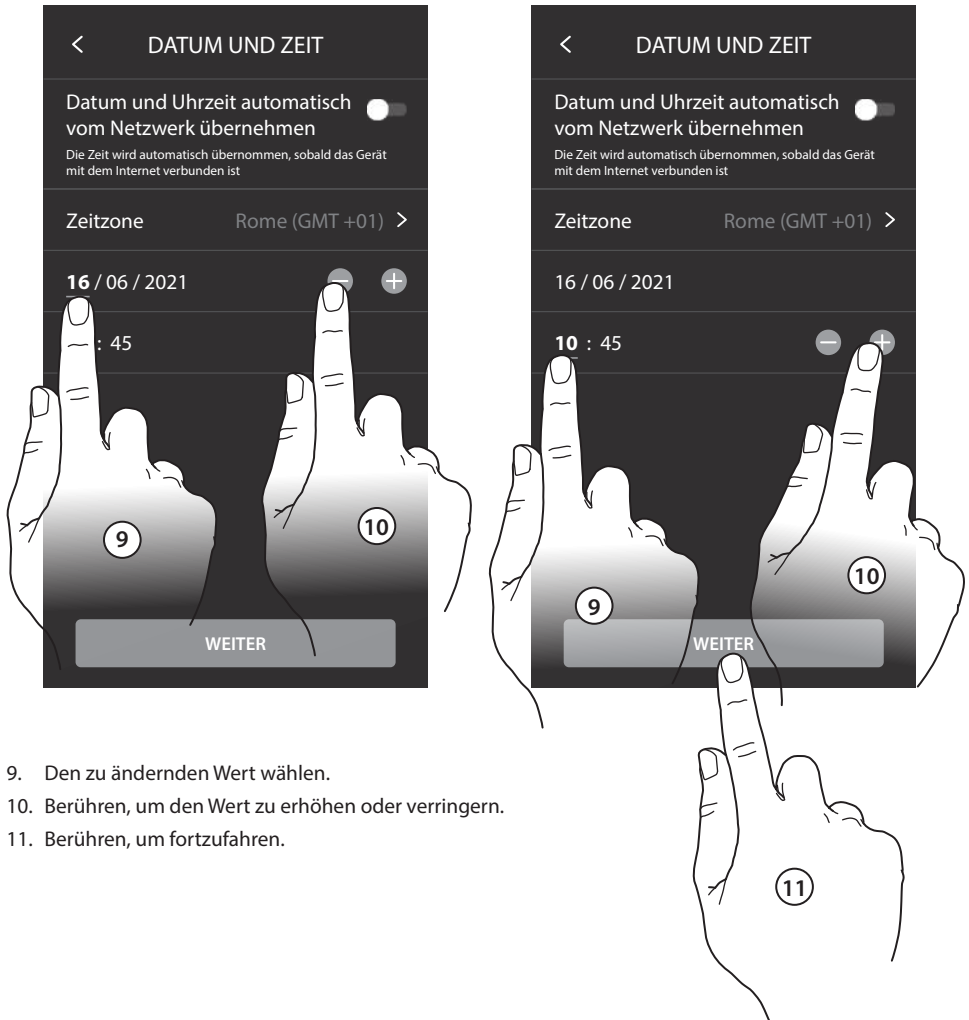 DATUM UND ZEIT
Datum und Uhrzeit automatisch
vom Netzwerk übernehmen
Die Zeit wird automatisch übernommen, sobald das Gerät
mit dem Internet verbunden ist
Zeitzone Rome (GMT +01) >
16 / 06 / 2021
: 45
9
10
WEITER
DATUM UND ZEIT
Datum und Uhrzeit automatisch
vom Netzwerk übernehmen
Die Zeit wird automatisch übernommen, sobald das Gerät
mit dem Internet verbunden ist
Zeitzone Rome (GMT +01) >
16 / 06 / 2021
10 : 45
9
10
WEITER
11
9. Den zu ändernden Wert wählen.
10. Berühren, um den Wert zu erhöhen oder verringern.
11. Berühren, um fortzufahren.